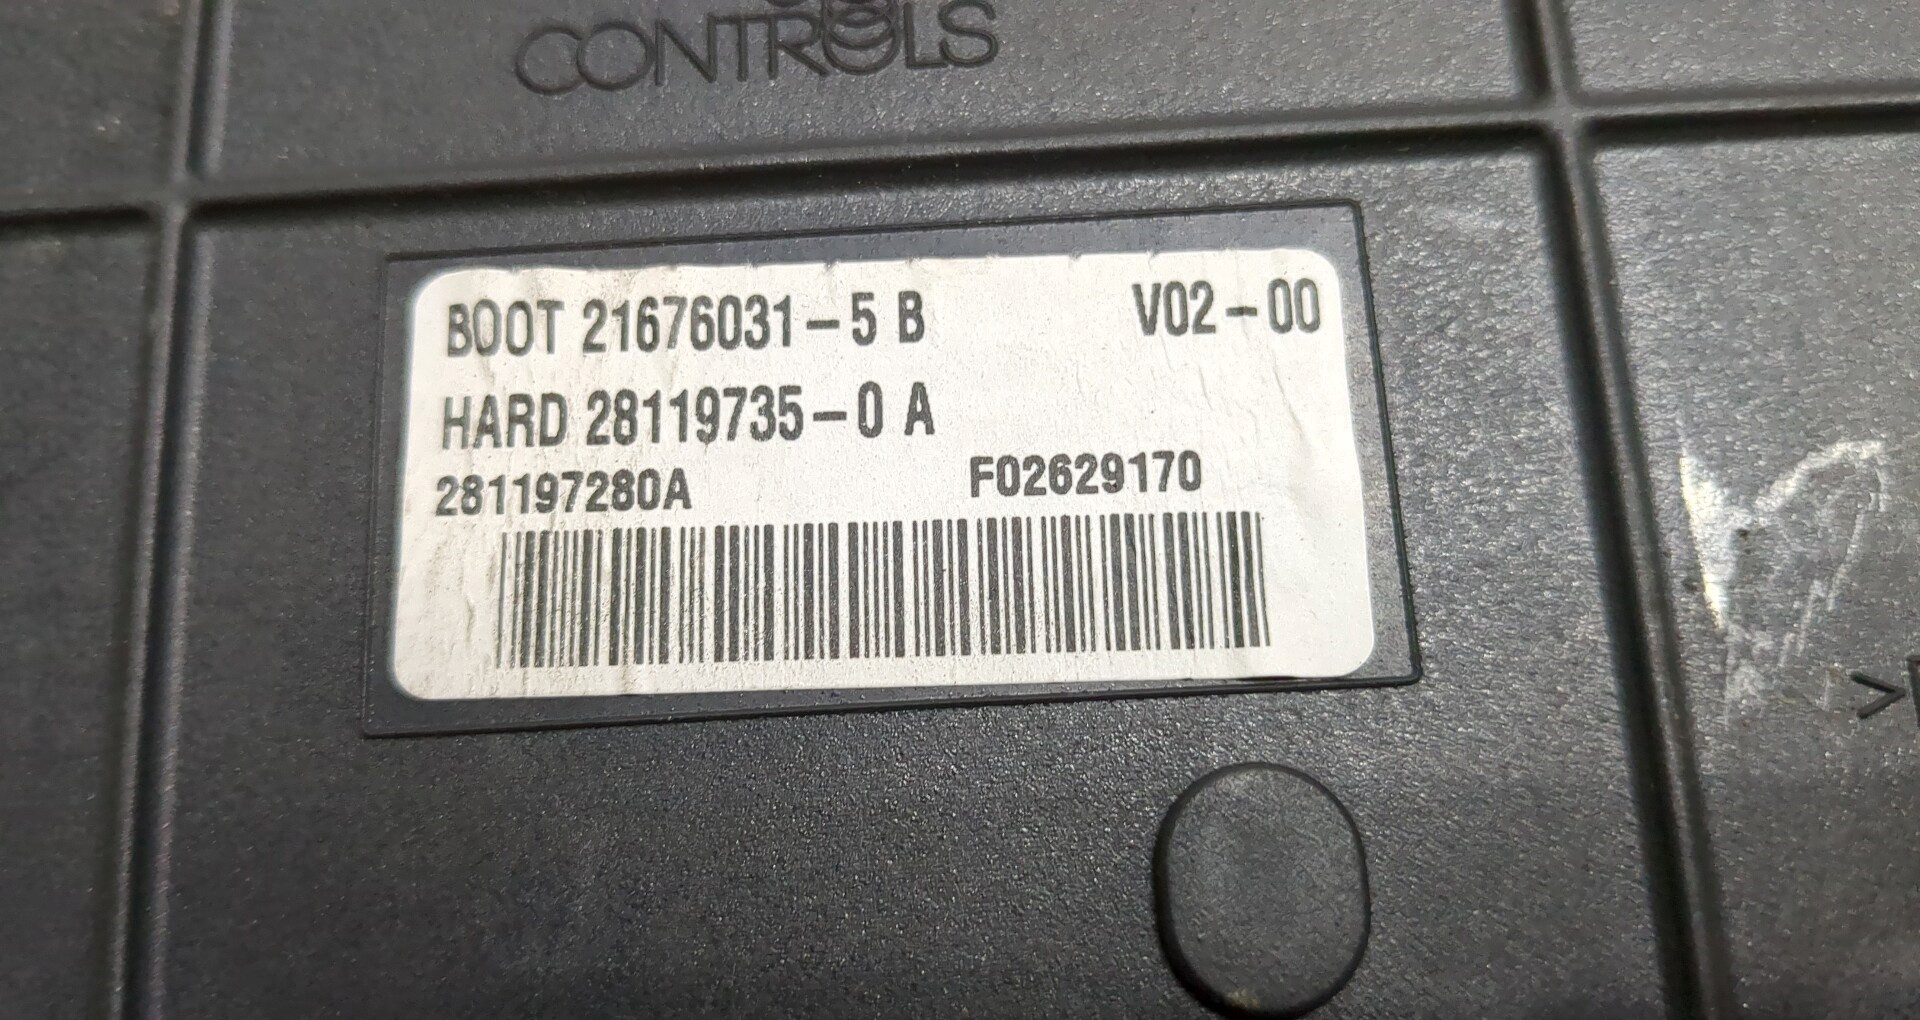 CONTROLS
BOOT 21676031-5 B V02-00
HARD 28119735-0 A
281197280A F02629170
>